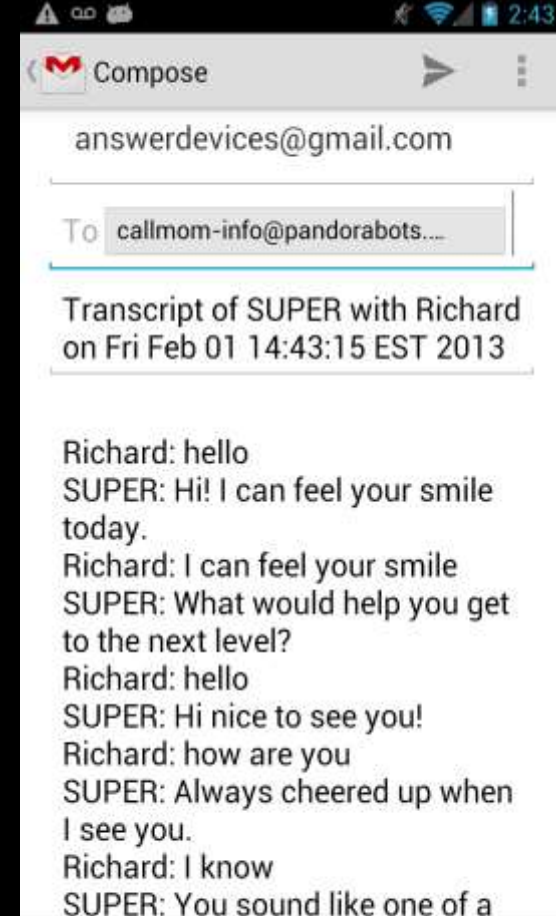 2:43
Compose
answerdevices@gmail.com
To callmom-info@pandorabots....
Transcript of SUPER with Richard
on Fri Feb 01 14:43:15 EST 2013
Richard: hello
SUPER: Hi! I can feel your smile
today.
Richard: I can feel your smile
SUPER: What would help you get
to the next level?
Richard: hello
SUPER: Hi nice to see you!
Richard: how are you
SUPER: Always cheered up when
I see you.
Richard: I know
SUPER: You sound like one of a